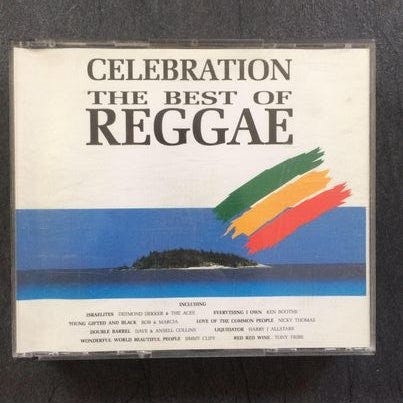 CELEBRATION
THE BEST OF
REGGAE
INCLUDING
ISRAELITES DESMOND DEKKER & THE ACES EVERYTHING I OWN KEN BOOTHE
YOUNG GIFTED AND BLACK BOB & MARCIA LOVE OF THE COMMON PEOPLE NICKY THOMAS
DOUBLE BARREL DAVE & ANSELL COLLINS LIQUIDATOR HARRY J ALLSTARS
WONDERFUL WORLD BEAUTIFUL PEOPLE JIMMY CLIFF RED RED WINE TONY TRIBE